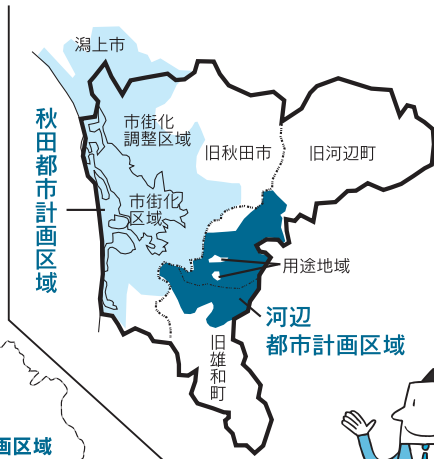 潟上市
市街化
調整区域
旧秋田市
旧河辺町
秋田都市計画区域
市街化
区域
用途地域
河辺
都市計画区域
旧雄和町
画区域